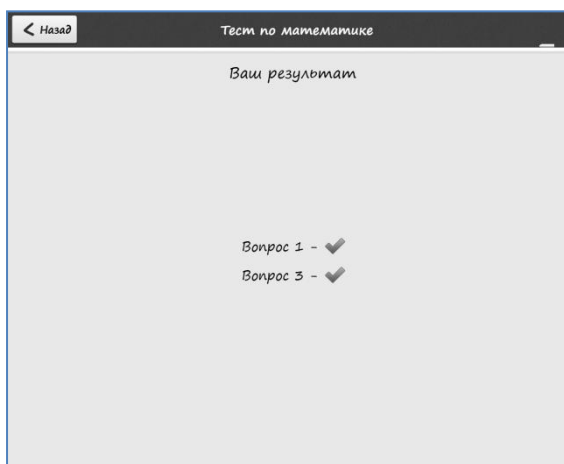 Назад
Тест по математике
Ваш результат
Вопрос 1 -
Вопрос 3 -